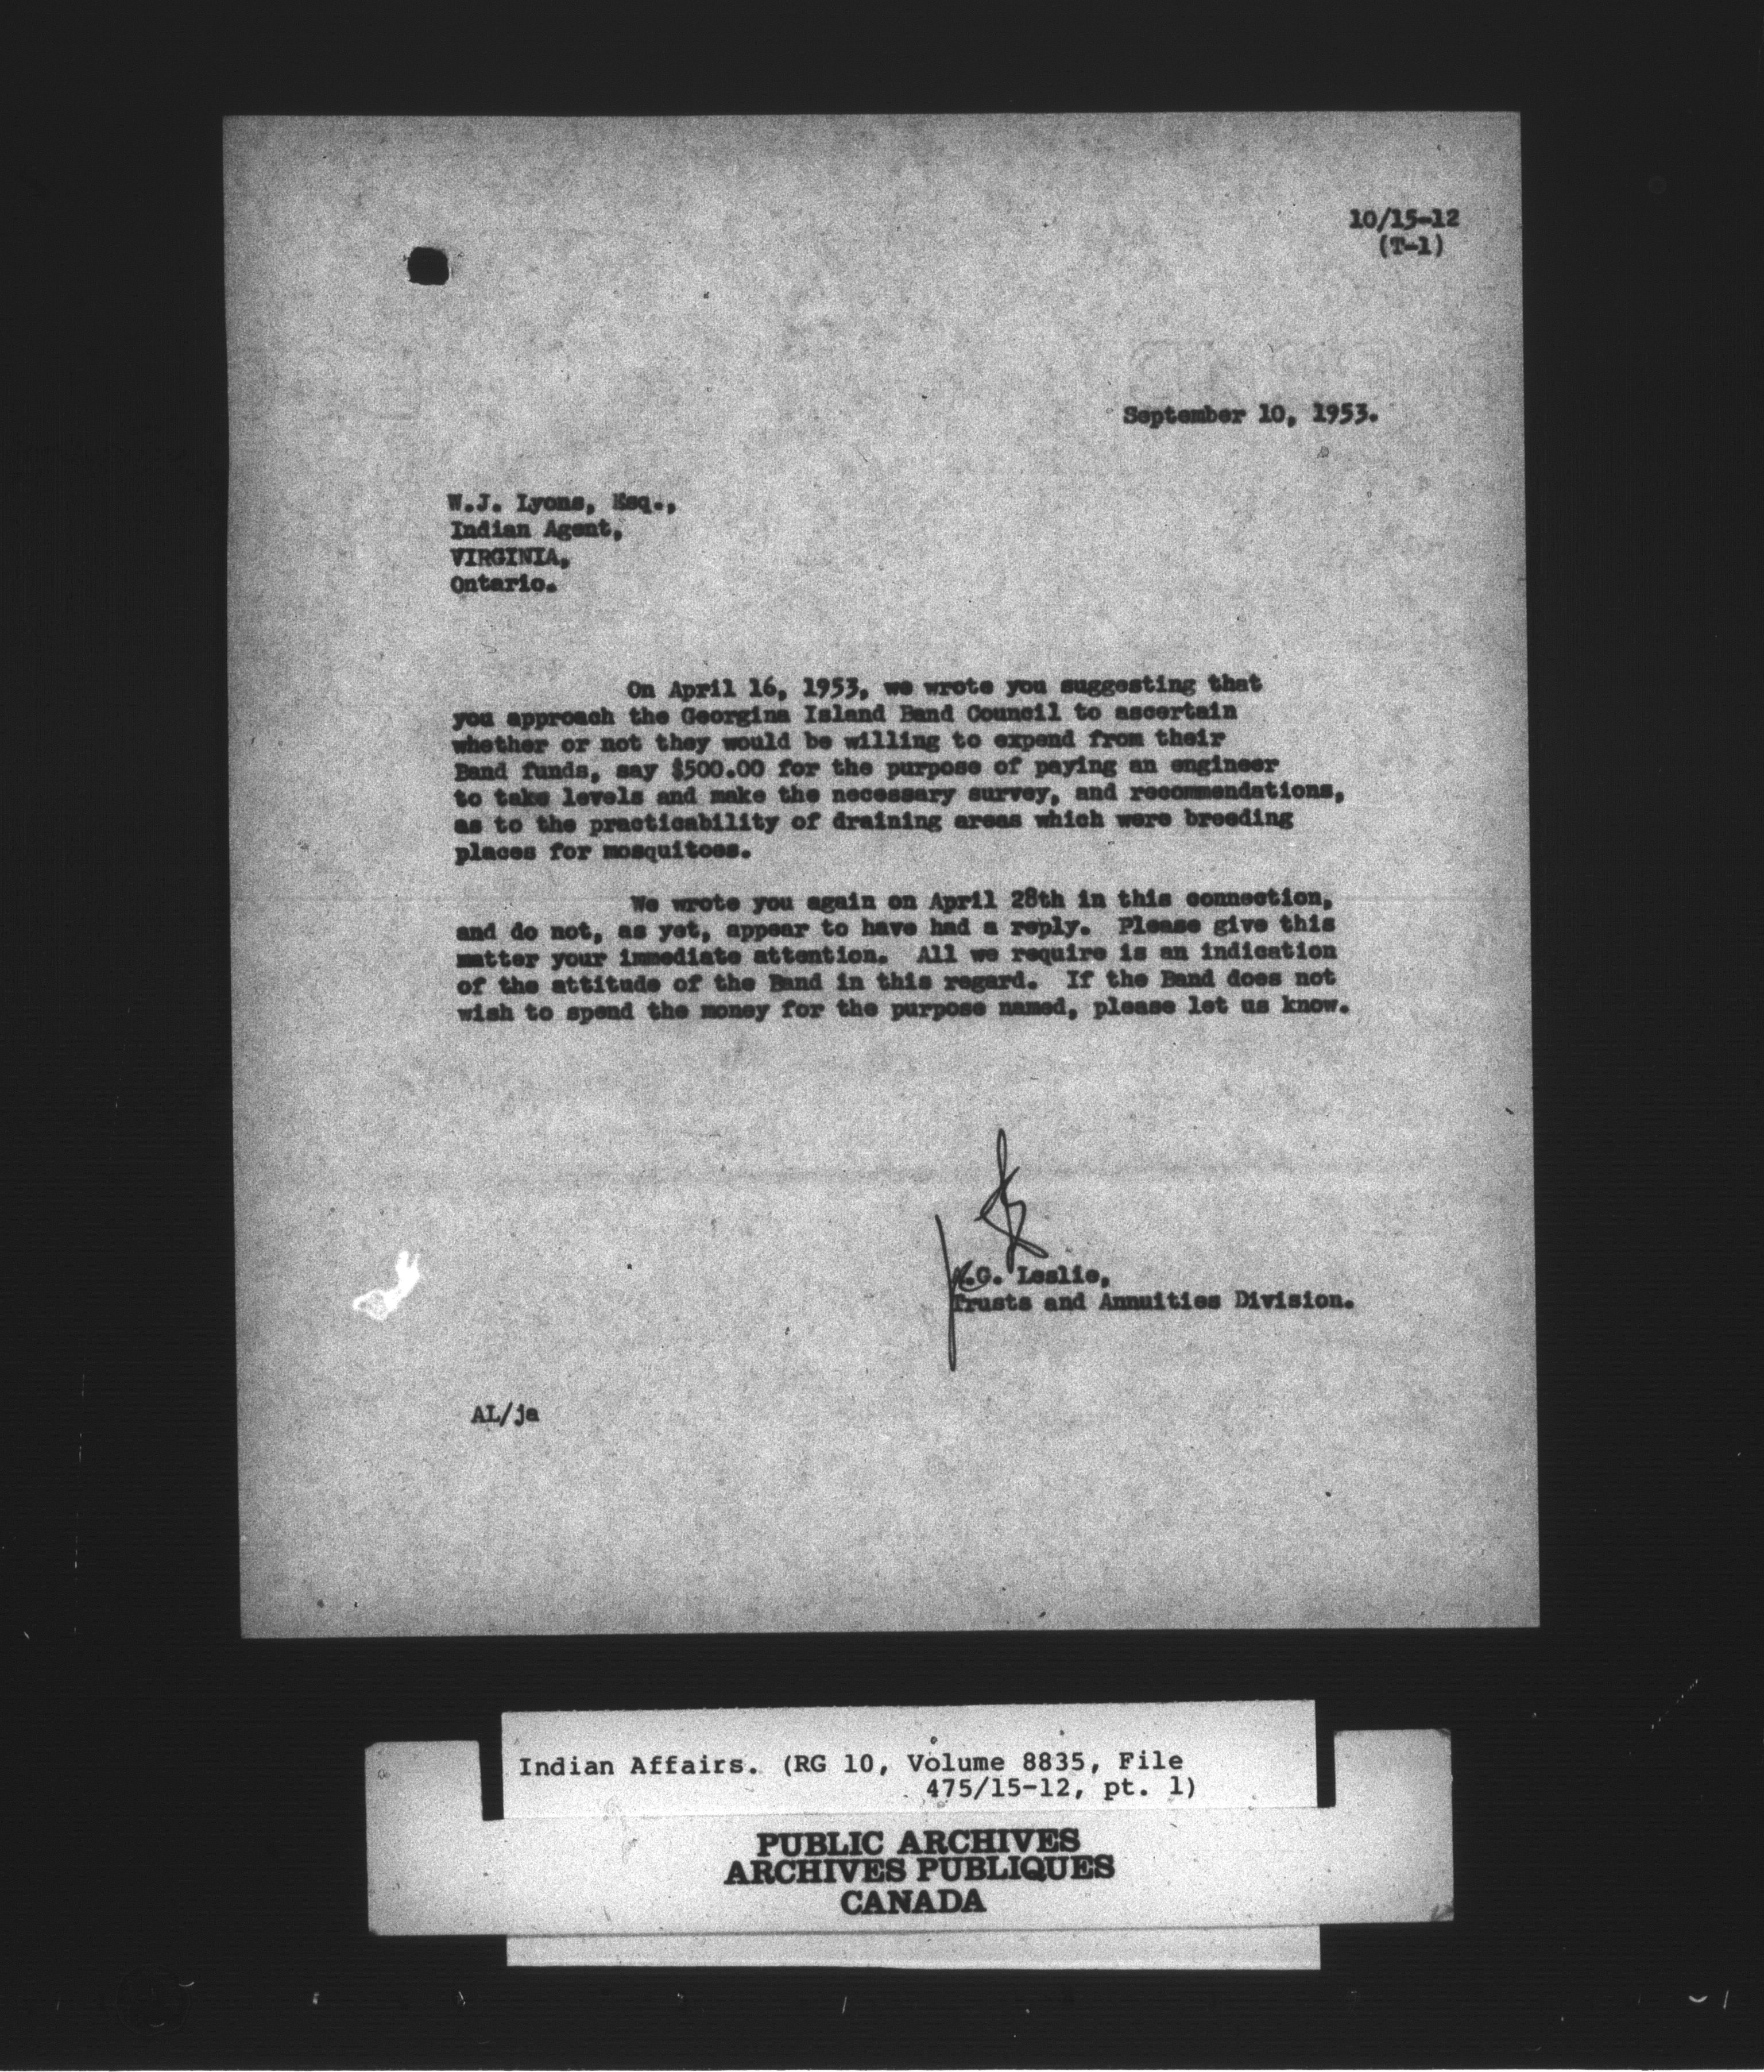 10/15-12
(T-1)
September 10, 1953.
W.J. Lyons, Esq.,
Indian Agent,
VIRGINIA,
Ontario.
On April 16, 1953, we wrote you suggesting that
you approach the Georgina Island Band Council to ascertain
whether or not they would be willing to expend from their
Band funds, say $500.00 for the purpose of paying an engineer
to take levels and make the necessary survey, and recommendations,
as to the practicability of draining areas which were breeding
places for mosquitoes.
We wrote you again on April 28th in this connection,
and do not, as yet, appear to have had a reply. Please give this
matter your immediate attention. All we require is an indication
of the attitude of the Band in this regard. If the Band does not
wish to spend the money for the purpose named, please let us know.
G. Leslie,
Trusts and Annuities Division.
AL/ja
Indian Affairs. (RG 10, Volume 8835, File
475/15-12, pt. 1)
PUBLIC ARCHIVES
ARCHIVES PUBLIQUES
CANADA